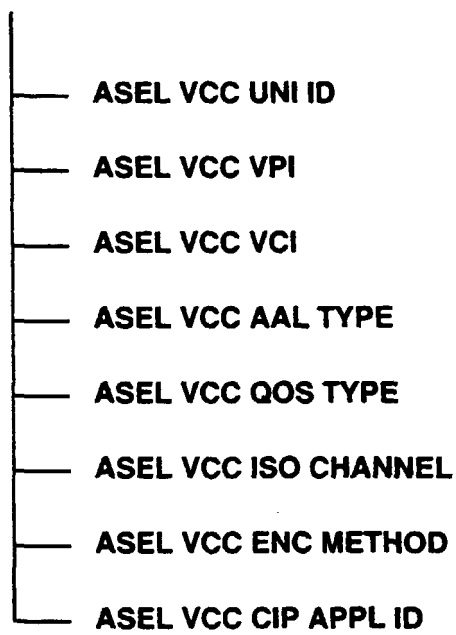 ASEL VCC UNI ID
ASEL VCC VPI
ASEL VCC VCI
ASEL VCC AAL TYPE
ASEL VCC QOS TYPE
ASEL VCC ISO CHANNEL
ASEL VCC ENC METHOD
ASEL VCC CIP APPL ID